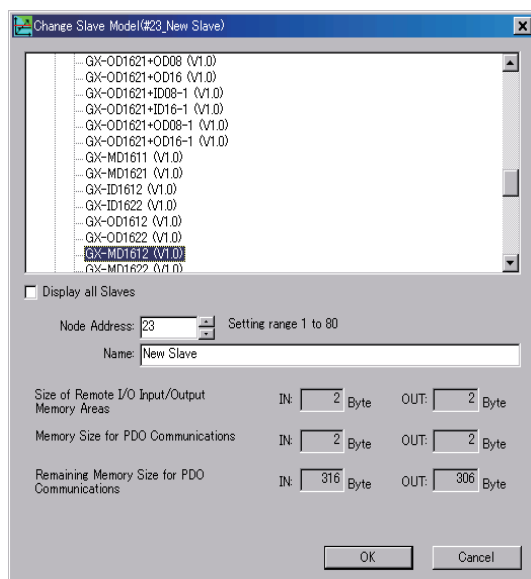 Change Slave Model(#23_New Slave)
GX-OD1621+OD08 (V1.0)
GX-OD1621+OD16 (V1.0)
GX-OD1621+ID08-1 (V1.0)
GX-OD1621+ID16-1 (V1.0)
GX-OD1621+OD08-1 (V1.0)
GX-OD1621+OD16-1 (V1.0)
GX-MD1611 (V1.0)
GX-MD1621 (V1.0)
GX-ID1612 (V1.0)
GX-ID1622 (V1.0)
GX-OD1612 (V1.0)
GX-OD1622 (V1.0)
GX-MD1612 (V1.0)
GX-MD1622 (V1.0)
Display all Slaves
Node Address: 23 Setting range 1 to 80
Name: New Slave
Size of Remote I/O Input/Output
Memory Areas
IN: 2 Byte OUT: 2 Byte
Memory Size for PDO Communications IN: 2 Byte OUT: 2 Byte
Remaining Memory Size for PDO
Communications
IN: 316 Byte OUT: 306 Byte
OK Cancel